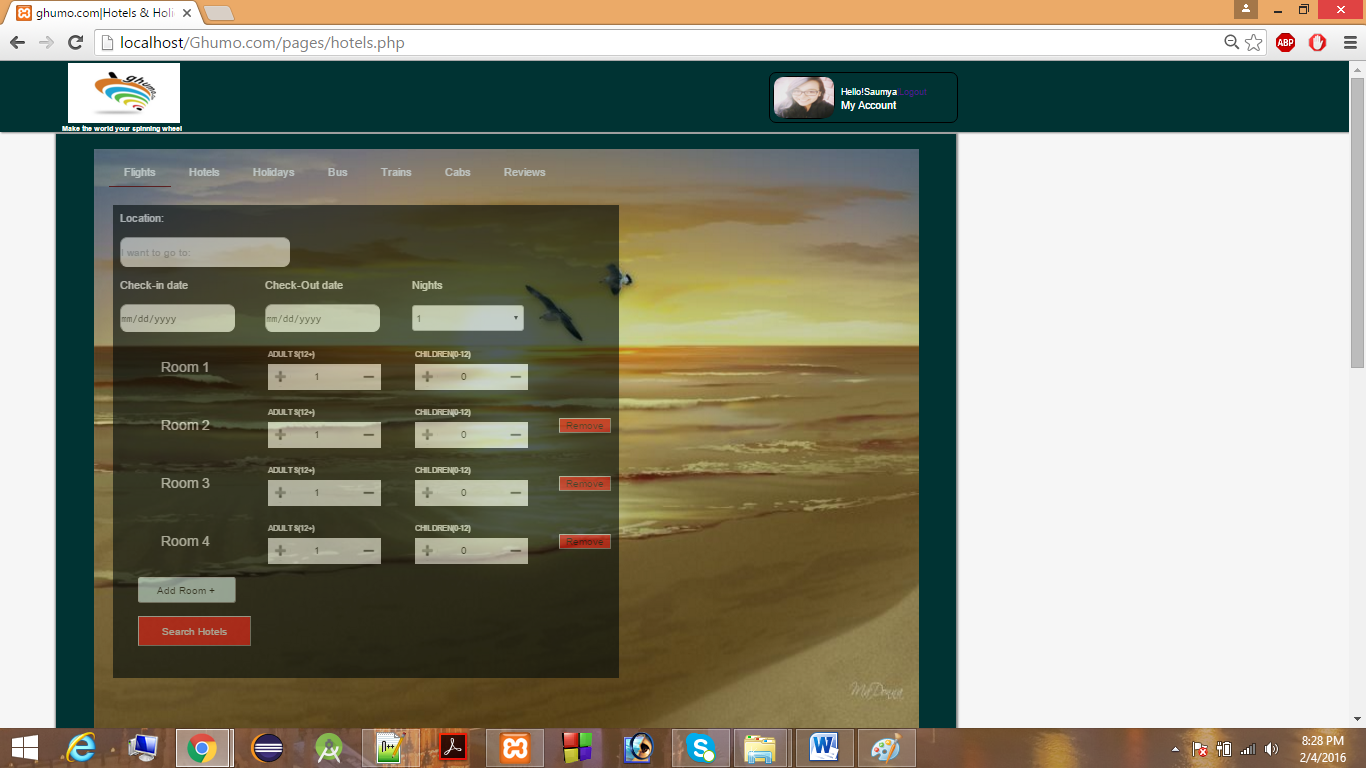 ghumo.com|Hotels & Holi
localhost/Ghumo.com/pages/hotels.php
ABP
ghumo
Make the world your spinning wheel
Hello!Saumya Logout
My Account
Flights Hotels Holidays Bus Trains Cabs Reviews
Location:
I want to go to:
Check-in date Check-Out date Nights
mm/dd/yyyy mm/dd/yyyy 1
ADULTS(12+) CHILDREN(0-12)
Room 1 + 1 − + 0 −
ADULTS(12+) CHILDREN(0-12)
Room 2 + 1 − + 0 − Remove
ADULTS(12+) CHILDREN(0-12)
Room 3 + 1 − + 0 − Remove
ADULTS(12+) CHILDREN(0-12)
Room 4 + 1 − + 0 − Remove
Add Room +
Search Hotels
MaDonna
8:28 PM
2/4/2016